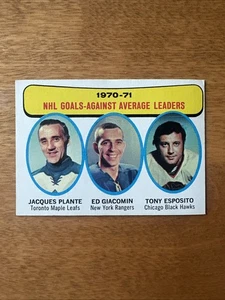 1970-71
NHL GOALS-AGAINST AVERAGE LEADERS
JACQUES PLANTE
Toronto Maple Leafs
ED GIACOMIN
New York Rangers
TONY ESPOSITO
Chicago Black Hawks